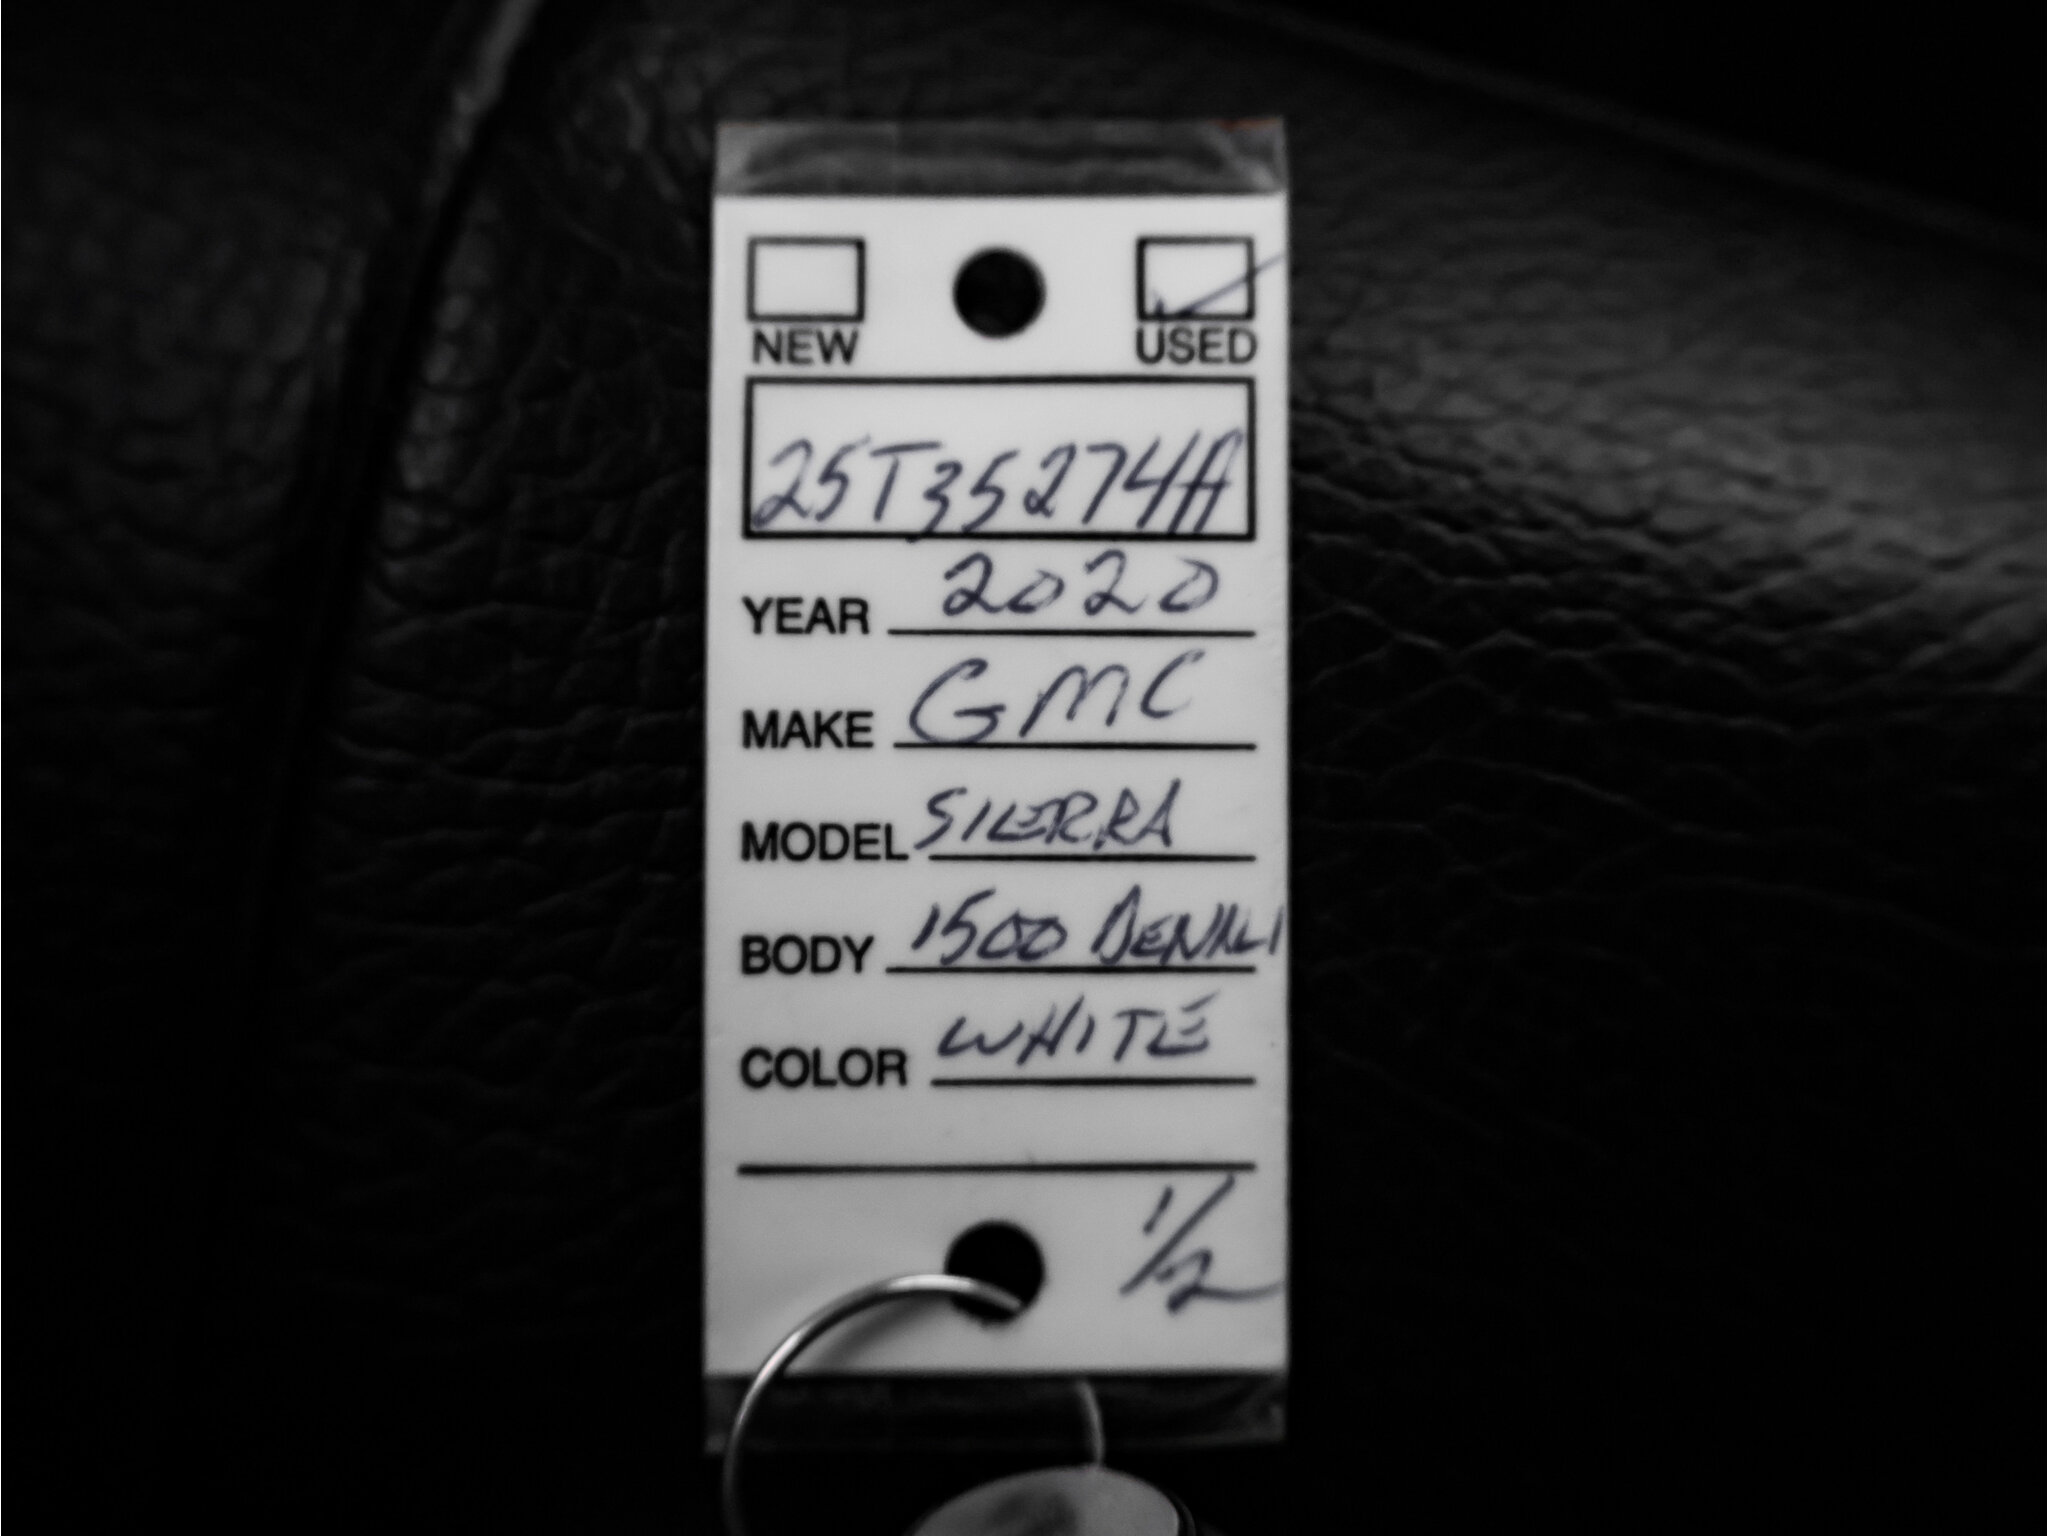 NEW USED
25T35274A
YEAR 2020
MAKE GMC
MODEL SIERRA
BODY 1500 DENALI
COLOR WHITE
1/2